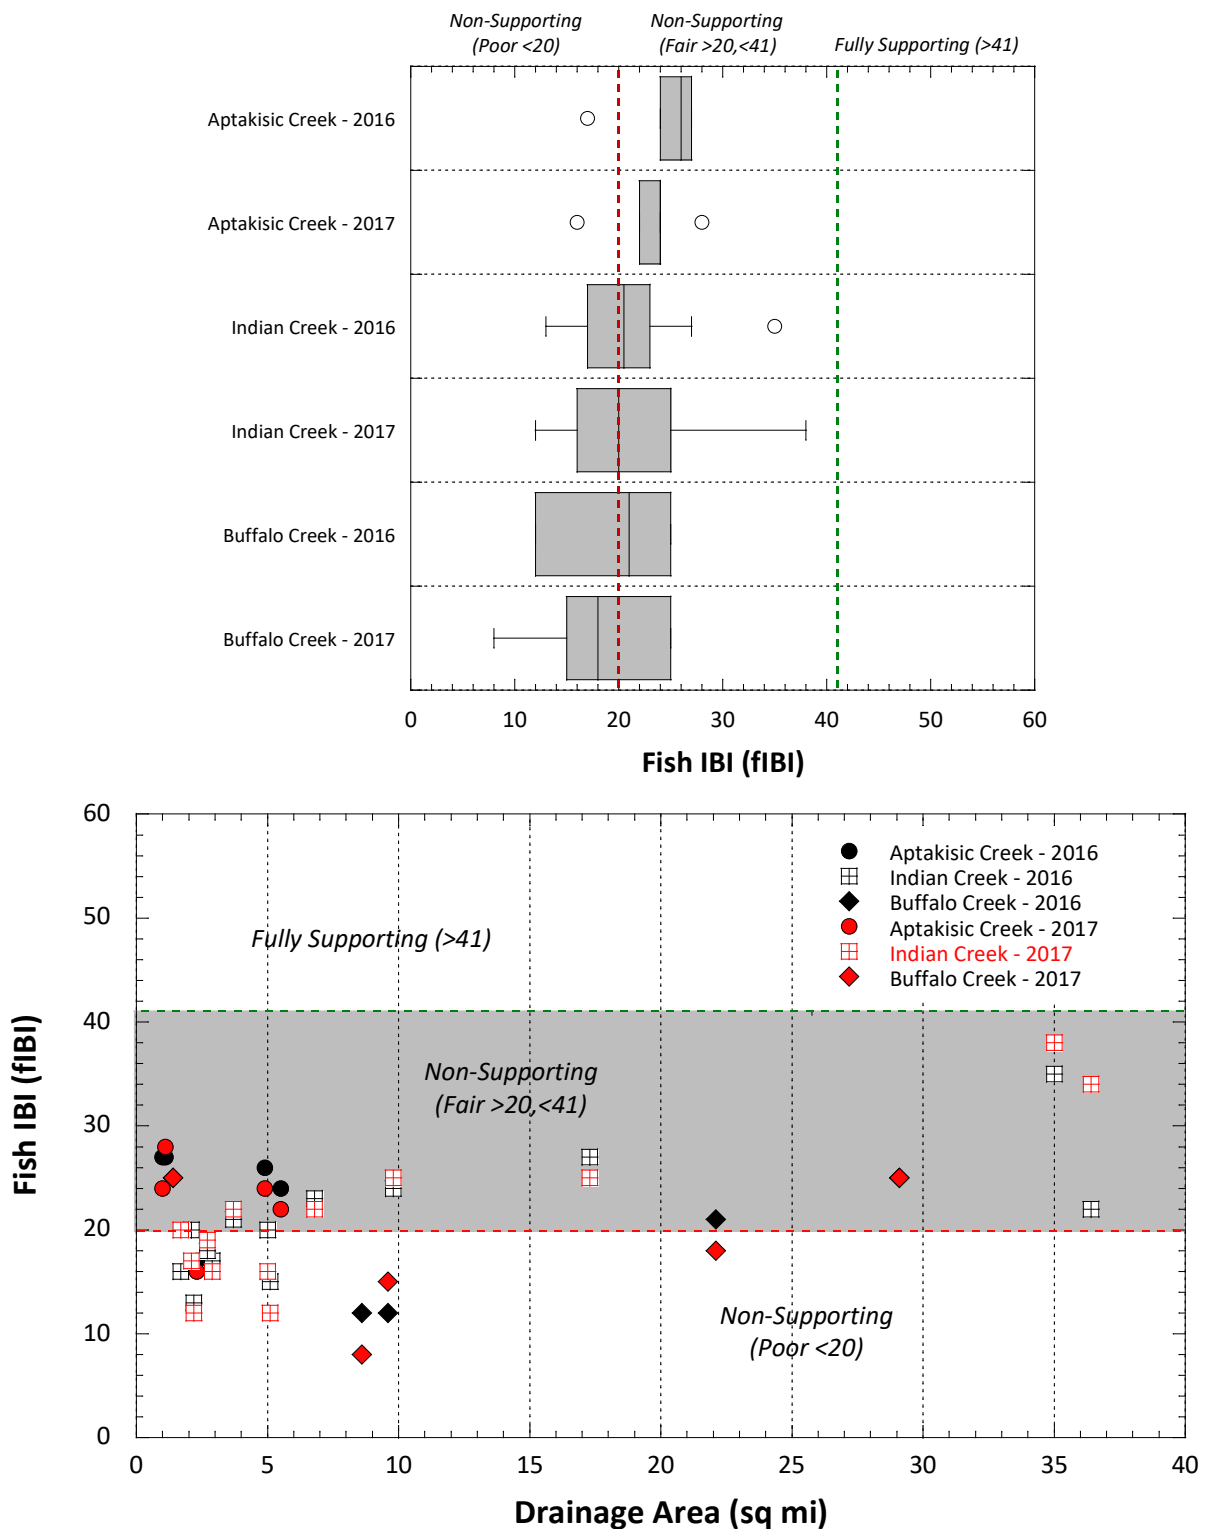 Non-Supporting
(Poor <20)
Non-Supporting
(Fair >20,<41)
Fully Supporting (>41)
Aptakisic Creek - 2016
Aptakisic Creek - 2017
Indian Creek - 2016
Indian Creek - 2017
Buffalo Creek - 2016
Buffalo Creek - 2017
0 10 20 30 40 50 60
Fish IBI (fIBI)
60
50
40
30
20
10
0
Fish IBI (fIBI)
Aptakisic Creek - 2016
Indian Creek - 2016
Buffalo Creek - 2016
Aptakisic Creek - 2017
Indian Creek - 2017
Buffalo Creek - 2017
Fully Supporting (>41)
Non-Supporting
(Fair >20,<41)
Non-Supporting
(Poor <20)
0 5 10 15 20 25 30 35 40
Drainage Area (sq mi)